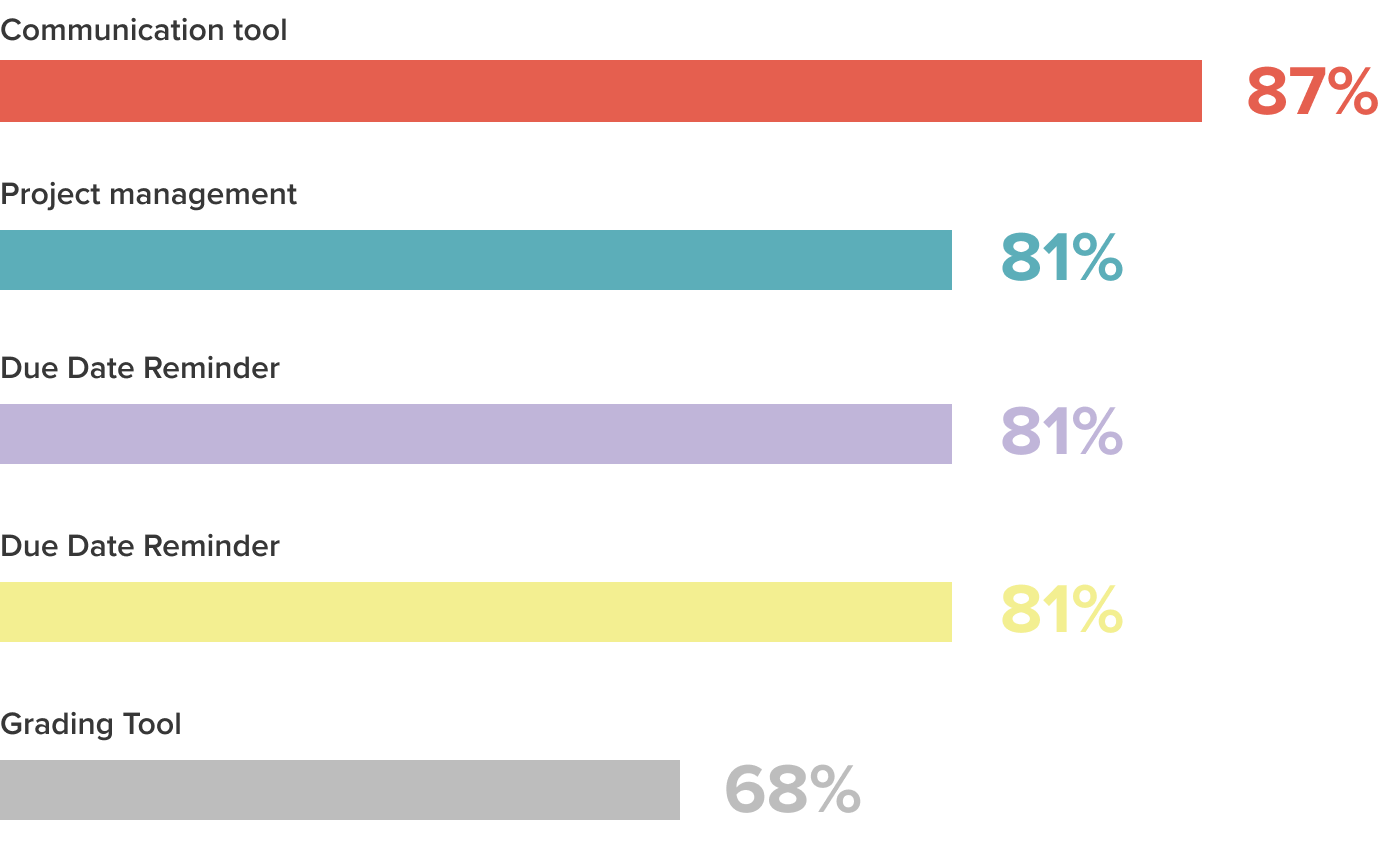 Communication tool
87%
Project management
81%
Due Date Reminder
81%
Due Date Reminder
81%
Grading Tool
68%